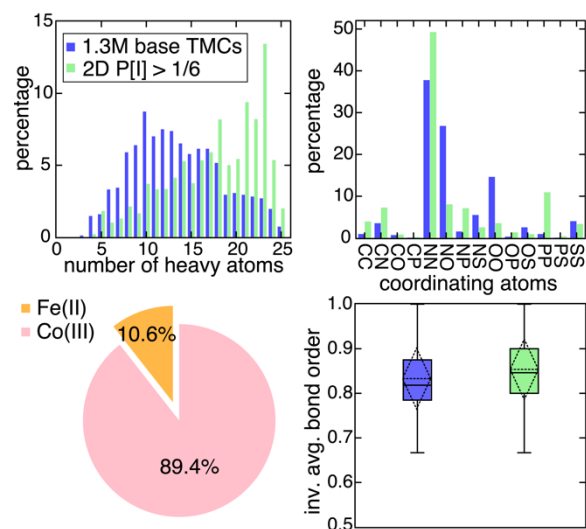 1.3M base TMCs
2D P[I] > 1/6
percentage
15
10
5
0
0 5 10 15 20 25
number of heavy atoms
percentage
50
40
30
20
10
0
CC CN CO CP NN NO NP NS OO OP OS PP PS SS
coordinating atoms
Fe(II)
Co(III)
10.6%
89.4%
inv. avg. bond order
1.0
0.9
0.8
0.7
0.6
0.5